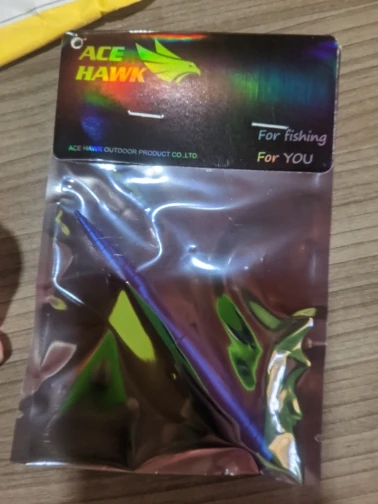 ACE
HAWK
For fishing
For YOU
ACE HAWK OUTDOOR PRODUCT CO.,LTD.